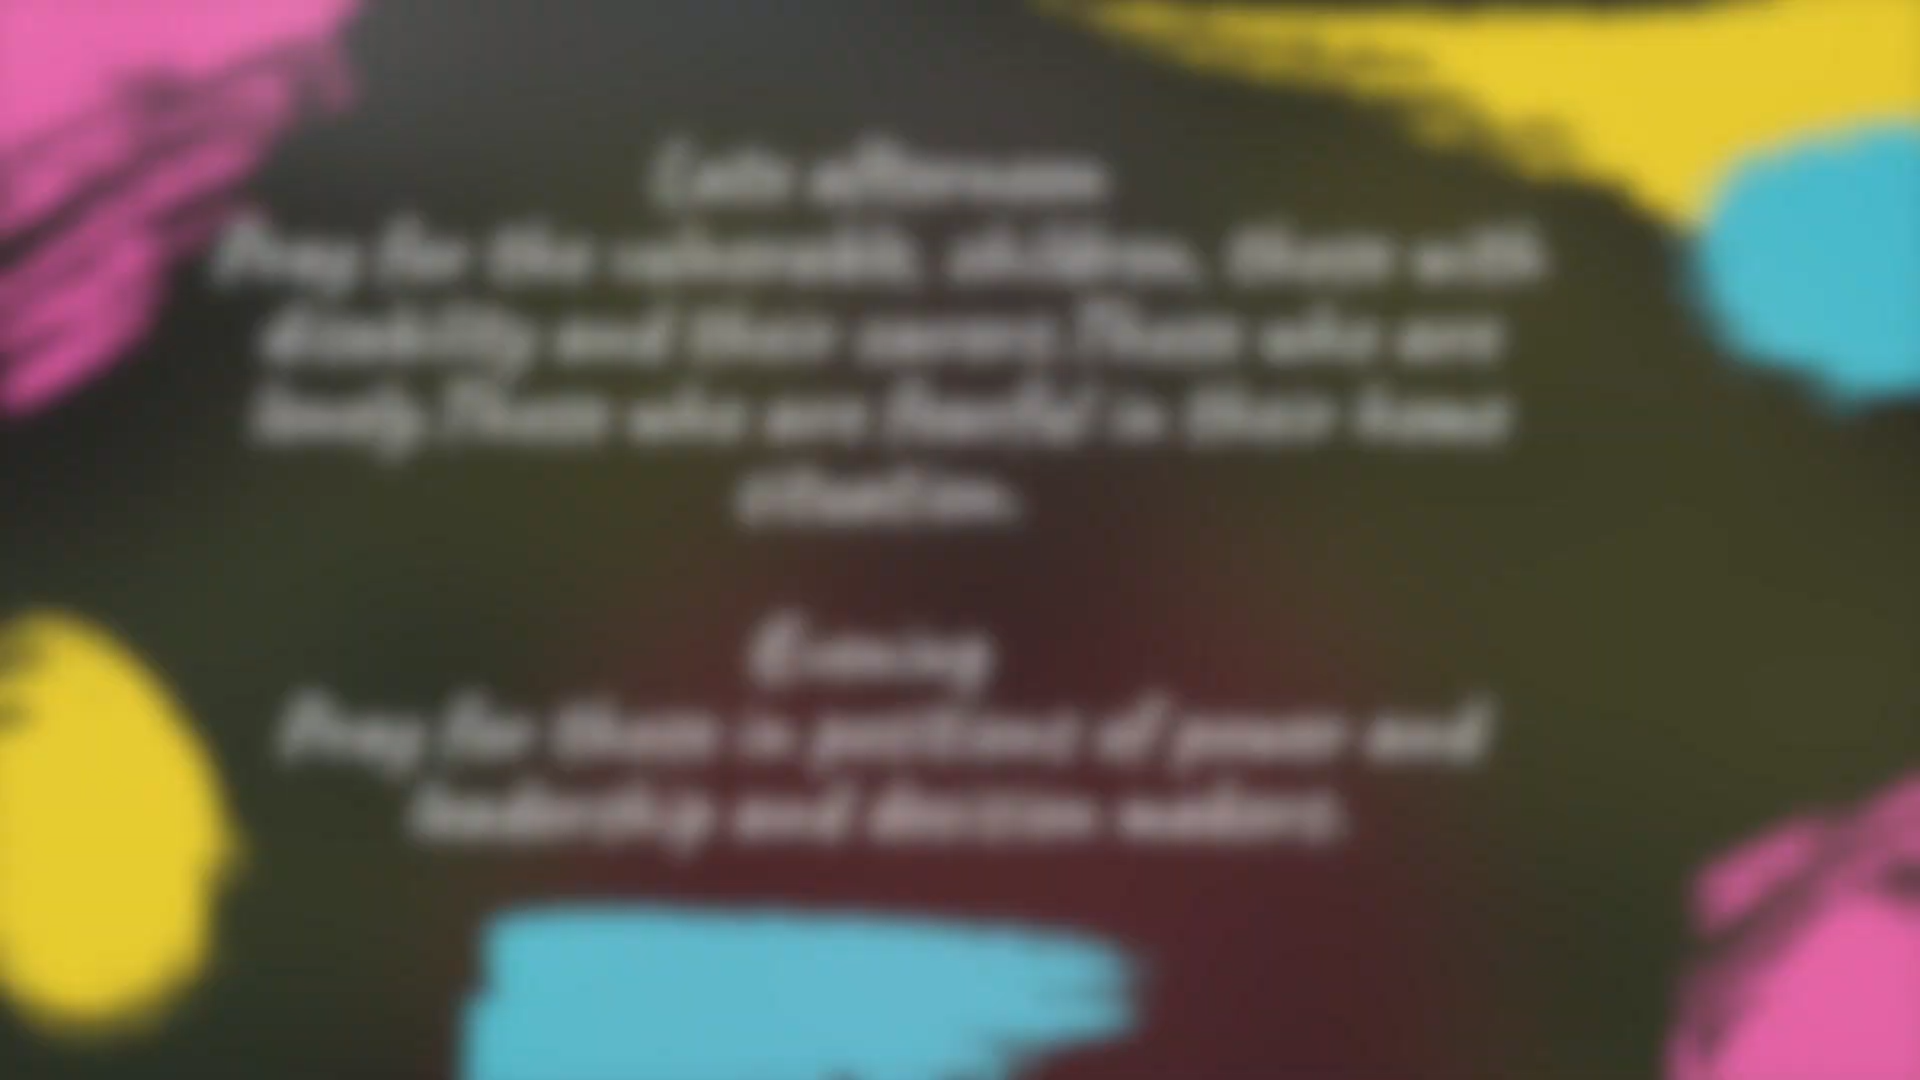 Late afternoon
Pray for the vulnerable, children, those with
disability and their carers.Those who are
lonely.Those who are fearful in their home
situation.
Evening
Pray for those in positions of power and
leadership and decision makers.